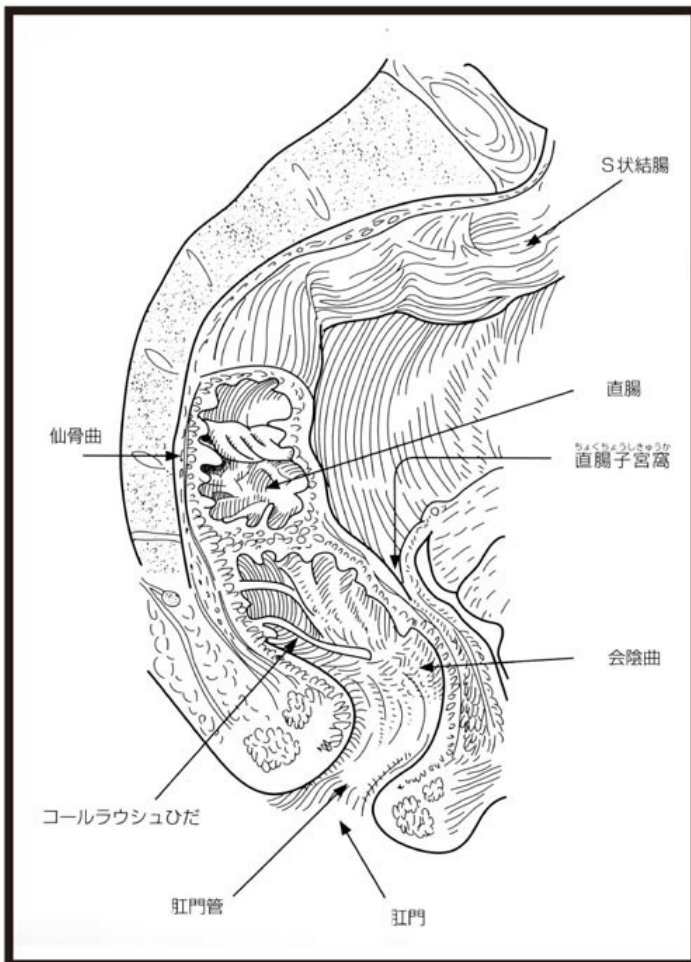 S状結腸
直腸
仙骨曲
ちょくちょうしきゅうか
直腸子宮窩
会陰曲
コールラウシュひだ
肛門管
肛門